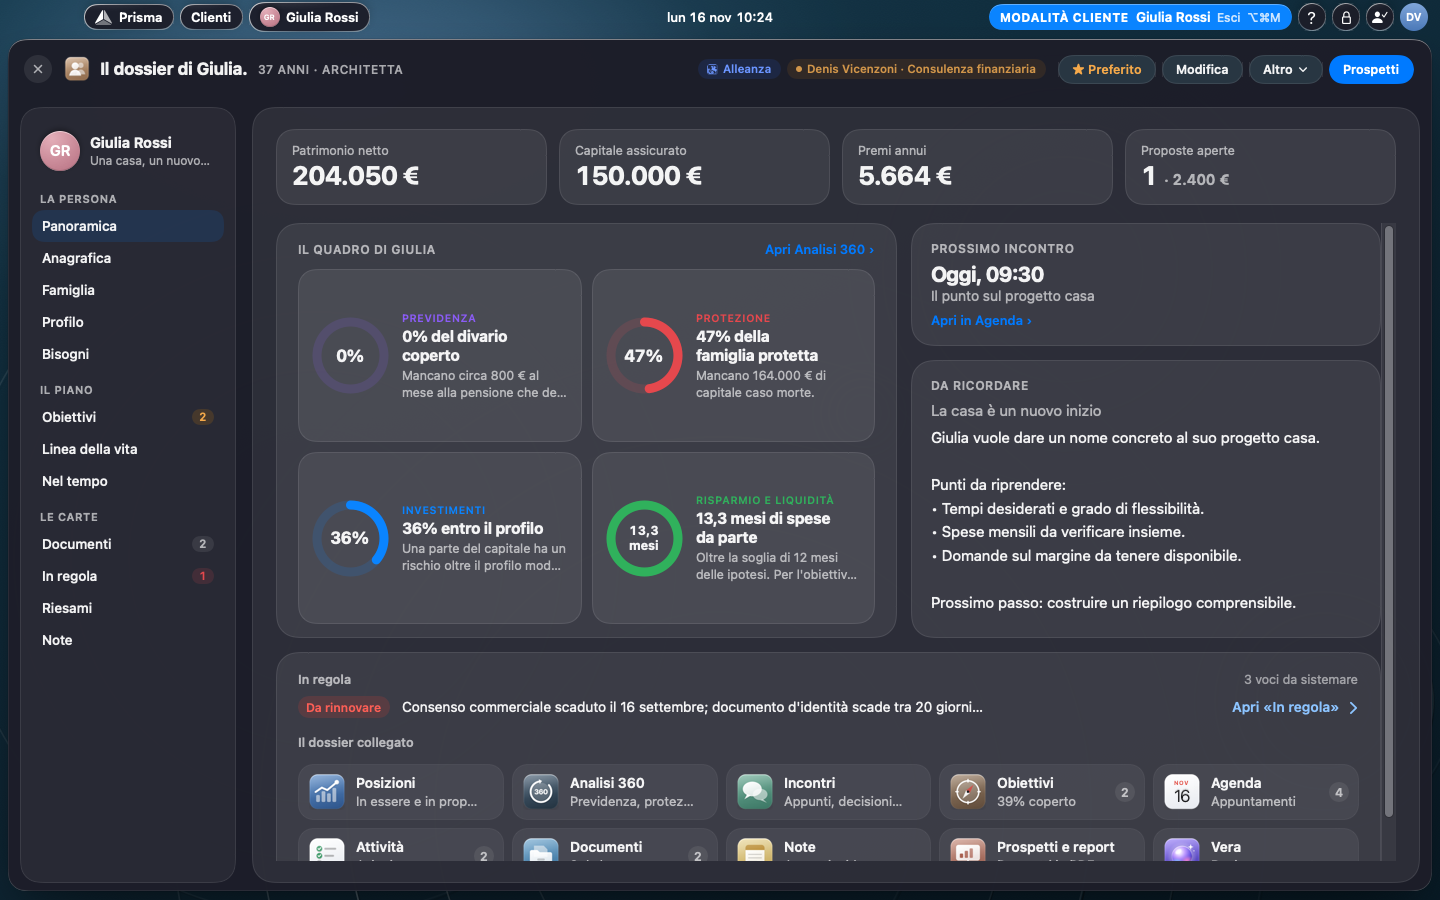 Prisma
Clienti
GR Giulia Rossi
lun 16 nov 10:24
MODALITÀ CLIENTE Giulia Rossi Esci ⌥⌘M
?
DV
Il dossier di Giulia. 37 ANNI · ARCHITETTA
Alleanza
Denis Vicenzoni · Consulenza finanziaria
Preferito
Modifica
Altro
Prospetti
GR
Giulia Rossi
Una casa, un nuovo...
LA PERSONA
Panoramica
Anagrafica
Famiglia
Profilo
Bisogni
IL PIANO
Obiettivi 2
Linea della vita
Nel tempo
LE CARTE
Documenti 2
In regola 1
Riesami
Note
Patrimonio netto
204.050 €
Capitale assicurato
150.000 €
Premi annui
5.664 €
Proposte aperte
1 · 2.400 €
IL QUADRO DI GIULIA
Apri Analisi 360 ›
0%
PREVIDENZA
0% del divario
coperto
Mancano circa 800 € al
mese alla pensione che de...
47%
PROTEZIONE
47% della
famiglia protetta
Mancano 164.000 € di
capitale caso morte.
36%
INVESTIMENTI
36% entro il profilo
Una parte del capitale ha un
rischio oltre il profilo mod...
13,3
mesi
RISPARMIO E LIQUIDITÀ
13,3 mesi di spese
da parte
Oltre la soglia di 12 mesi
delle ipotesi. Per l'obiettiv...
PROSSIMO INCONTRO
Oggi, 09:30
Il punto sul progetto casa
Apri in Agenda ›
DA RICORDARE
La casa è un nuovo inizio
Giulia vuole dare un nome concreto al suo progetto casa.
Punti da riprendere:
• Tempi desiderati e grado di flessibilità.
• Spese mensili da verificare insieme.
• Domande sul margine da tenere disponibile.
Prossimo passo: costruire un riepilogo comprensibile.
In regola
3 voci da sistemare
Da rinnovare
Consenso commerciale scaduto il 16 settembre; documento d'identità scade tra 20 giorni...
Apri «In regola»
Il dossier collegato
Posizioni
In essere e in prop...
360
Analisi 360
Previdenza, protez...
Incontri
Appunti, decisioni...
Obiettivi
39% coperto
2
NOV
16
Agenda
Appuntamenti
4
Attività
2
Documenti
2
Note
Prospetti e report
Vera